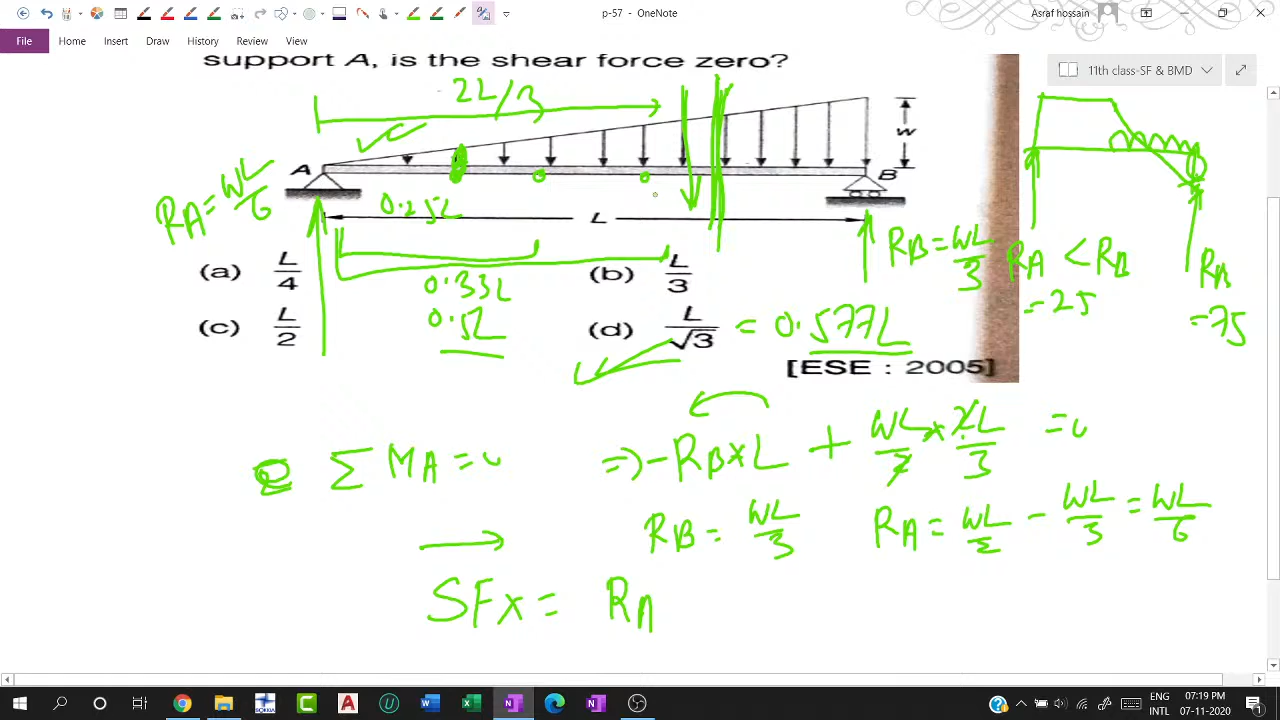 p-57 - OneNote
Asraf hossain
File Home Insert Draw History Review View
11th class-SF & BMD
support A, is the shear force zero?
2L/3
w
A
B
RA = WL/6
0.25L
L
RB = WL/3
RA < RB
RA
= 25
= 75
(a) L/4
0.33L
(b) L/3
(c) L/2
0.5L
(d) L/√3 = 0.577L
[ESE : 2005]
Σ MA = 0 ⇒ -RB×L + WL/2 × 2L/3 = 0
RB = WL/3 RA = WL/2 - WL/3 = WL/6
SFx = RA
ENG 07:19 PM
INTL 07-11-2020